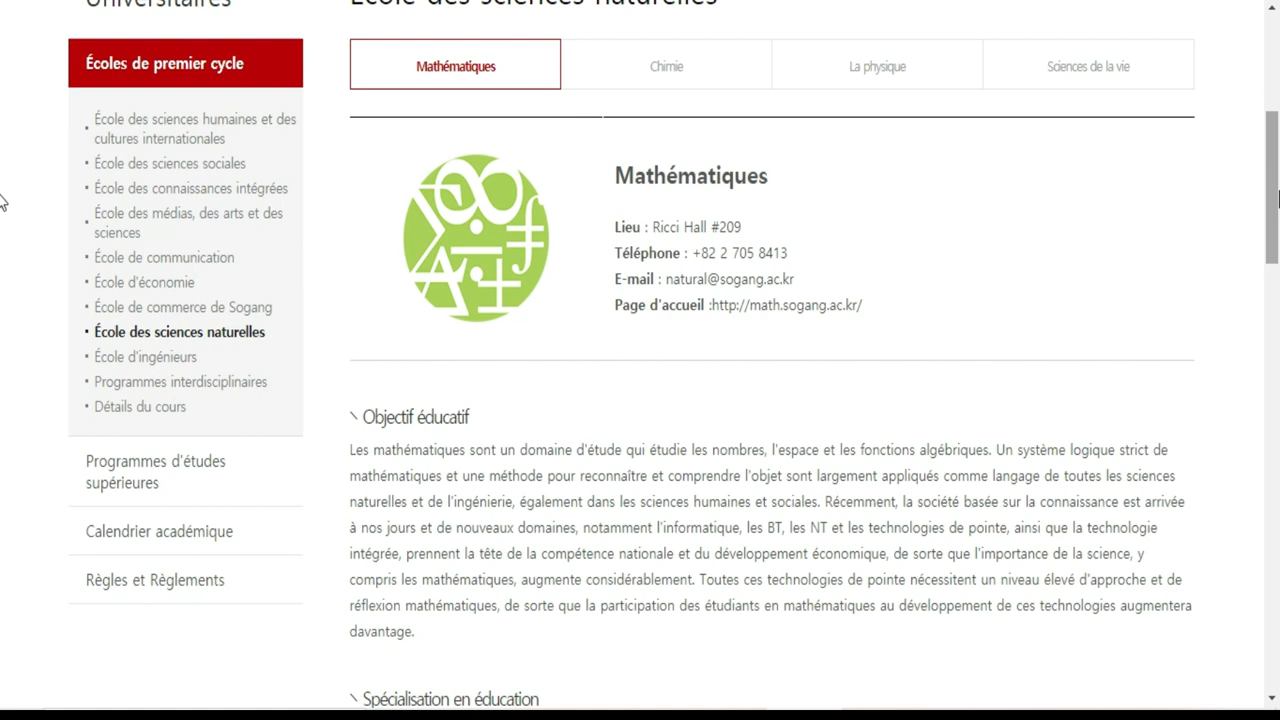 Universitaires
École des sciences naturelles
Écoles de premier cycle
École des sciences humaines et des
cultures internationales
École des sciences sociales
École des connaissances intégrées
École des médias, des arts et des
sciences
École de communication
École d'économie
École de commerce de Sogang
École des sciences naturelles
École d'ingénieurs
Programmes interdisciplinaires
Détails du cours
Programmes d'études
supérieures
Calendrier académique
Règles et Règlements
Mathématiques
Chimie
La physique
Sciences de la vie
Mathématiques
Lieu : Ricci Hall #209
Téléphone : +82 2 705 8413
E-mail : natural@sogang.ac.kr
Page d'accueil :http://math.sogang.ac.kr/
Objectif éducatif
Les mathématiques sont un domaine d'étude qui étudie les nombres, l'espace et les fonctions algébriques. Un système logique strict de
mathématiques et une méthode pour reconnaître et comprendre l'objet sont largement appliqués comme langage de toutes les sciences
naturelles et de l'ingénierie, également dans les sciences humaines et sociales. Récemment, la société basée sur la connaissance est arrivée
à nos jours et de nouveaux domaines, notamment l'informatique, les BT, les NT et les technologies de pointe, ainsi que la technologie
intégrée, prennent la tête de la compétence nationale et du développement économique, de sorte que l'importance de la science, y
compris les mathématiques, augmente considérablement. Toutes ces technologies de pointe nécessitent un niveau élevé d'approche et de
réflexion mathématiques, de sorte que la participation des étudiants en mathématiques au développement de ces technologies augmentera
davantage.
Spécialisation en éducation